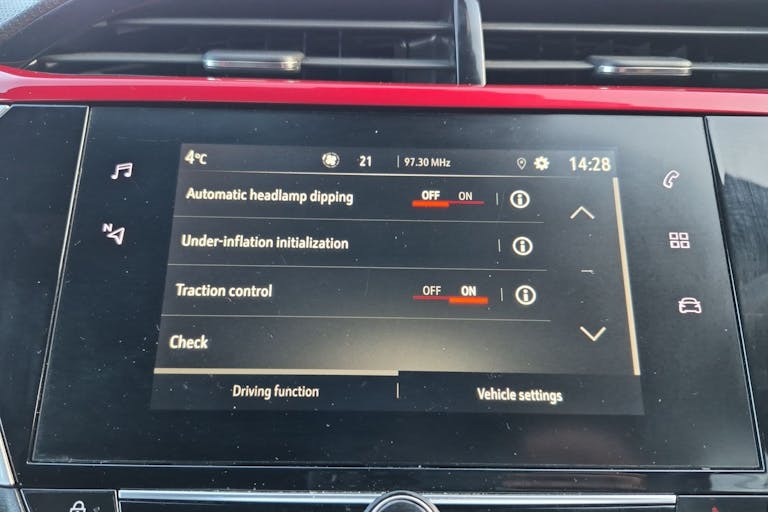 4°C 21 97.30 MHz 14:28
Automatic headlamp dipping OFF ON
N
Under-inflation initialization
Traction control OFF ON
Check
Driving function Vehicle settings